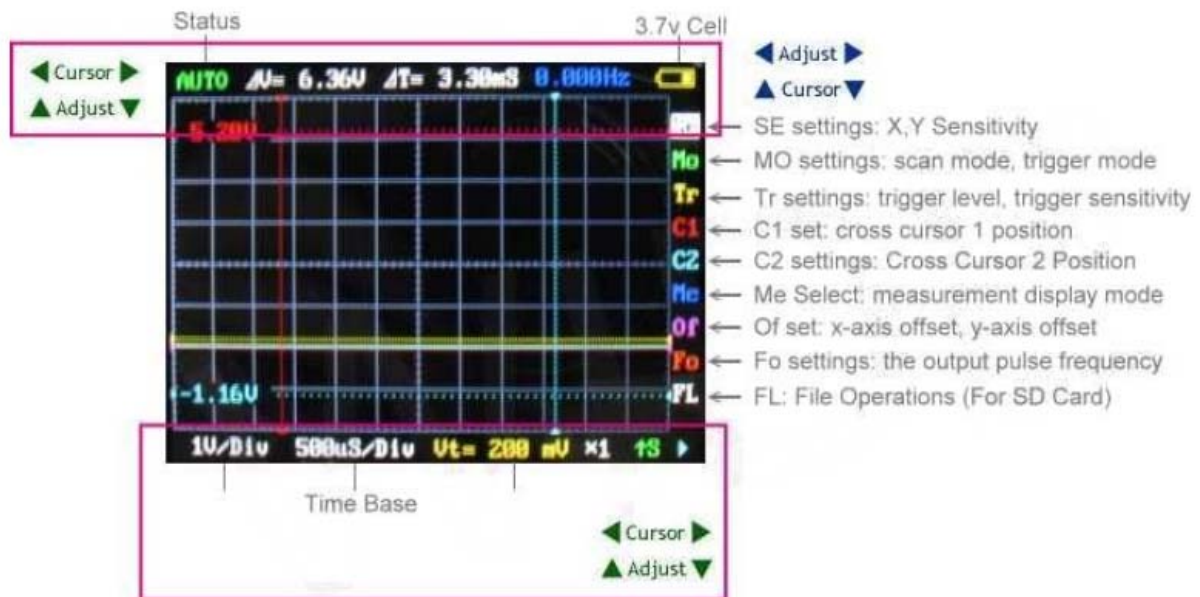 Status
3.7v Cell
◀ Cursor ▶
▲ Adjust ▼
◀ Adjust ▶
▲ Cursor ▼
AUTO ⊿V= 6.36V ⊿T= 3.30mS 0.000Hz
5.20V
SE settings: X,Y Sensitivity
Mo
MO settings: scan mode, trigger mode
Tr
Tr settings: trigger level, trigger sensitivity
C1
C1 set: cross cursor 1 position
C2
C2 settings: Cross Cursor 2 Position
Me
Me Select: measurement display mode
Of
Of set: x-axis offset, y-axis offset
Fo
Fo settings: the output pulse frequency
-1.16V
FL
FL: File Operations (For SD Card)
1V/Div 500uS/Div Vt= 200 mV ×1 ↑S
Time Base
◀ Cursor ▶
▲ Adjust ▼